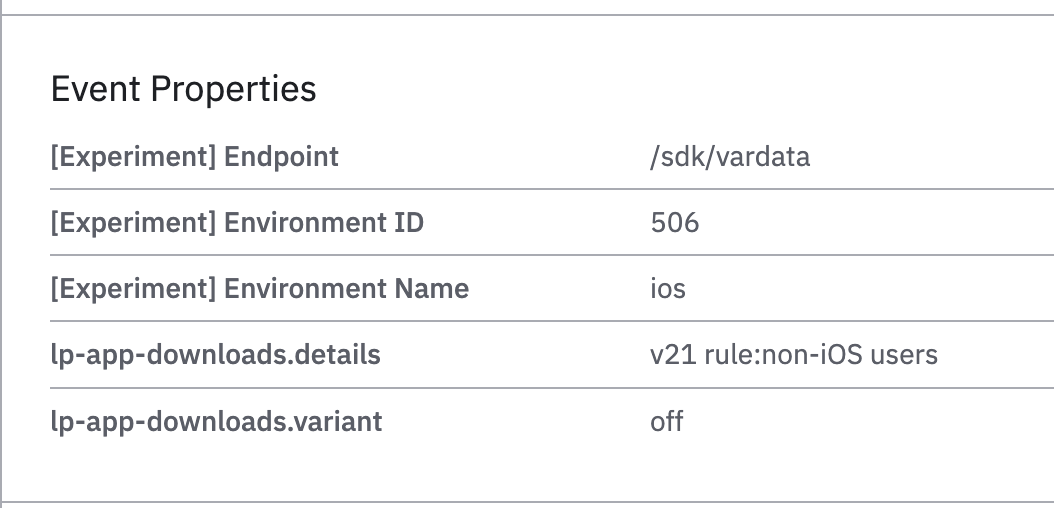 Event Properties
[Experiment] Endpoint /sdk/vardata
[Experiment] Environment ID 506
[Experiment] Environment Name ios
lp-app-downloads.details v21 rule:non-iOS users
lp-app-downloads.variant off